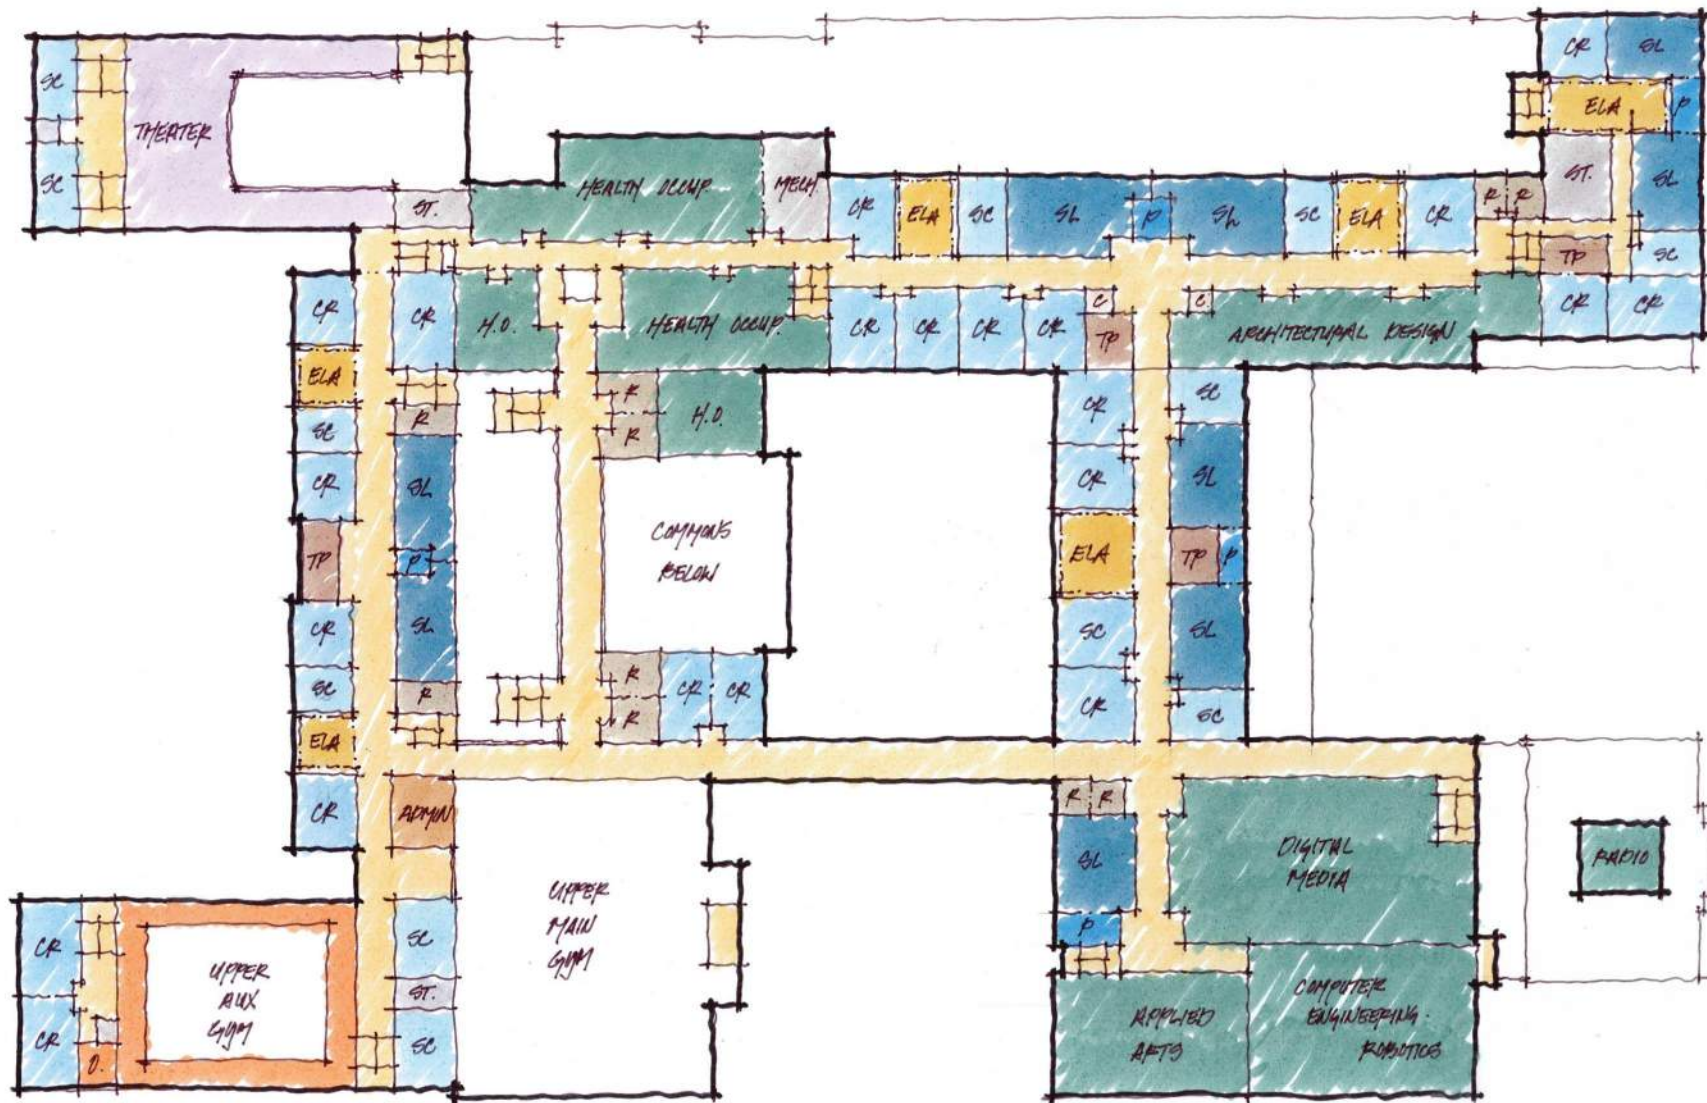 CR
SL
SC
THEATER
SC
ELA
P
HEALTH OCCUP.
MECH.
ST.
CR
ELA
SC
SL
P
SL
SC
ELA
CR
R
R
ST.
SL
TP
SC
CR
CR
H.O.
HEALTH OCCUP.
CR
CR
CR
CR
C
TP
C.
ARCHITECTURAL DESIGN
CR
CR
ELA
R
R
R
H.O.
CR
SC
SC
CR
SL
COMMONS
BELOW
CR
SL
TP
P
ELA
TP
P
CR
SL
SC
SL
SC
R
R
R
CR
CR
CR
SC
ELA
CR
ADMIN
R
R
SL
DIGITAL
MEDIA
RADIO
UPPER
MAIN
GYM
CR
SC
P
UPPER
AUX
GYM
ST.
CR
SC
O.
APPLIED
ARTS
COMPUTER
ENGINEERING.
ROBOTICS